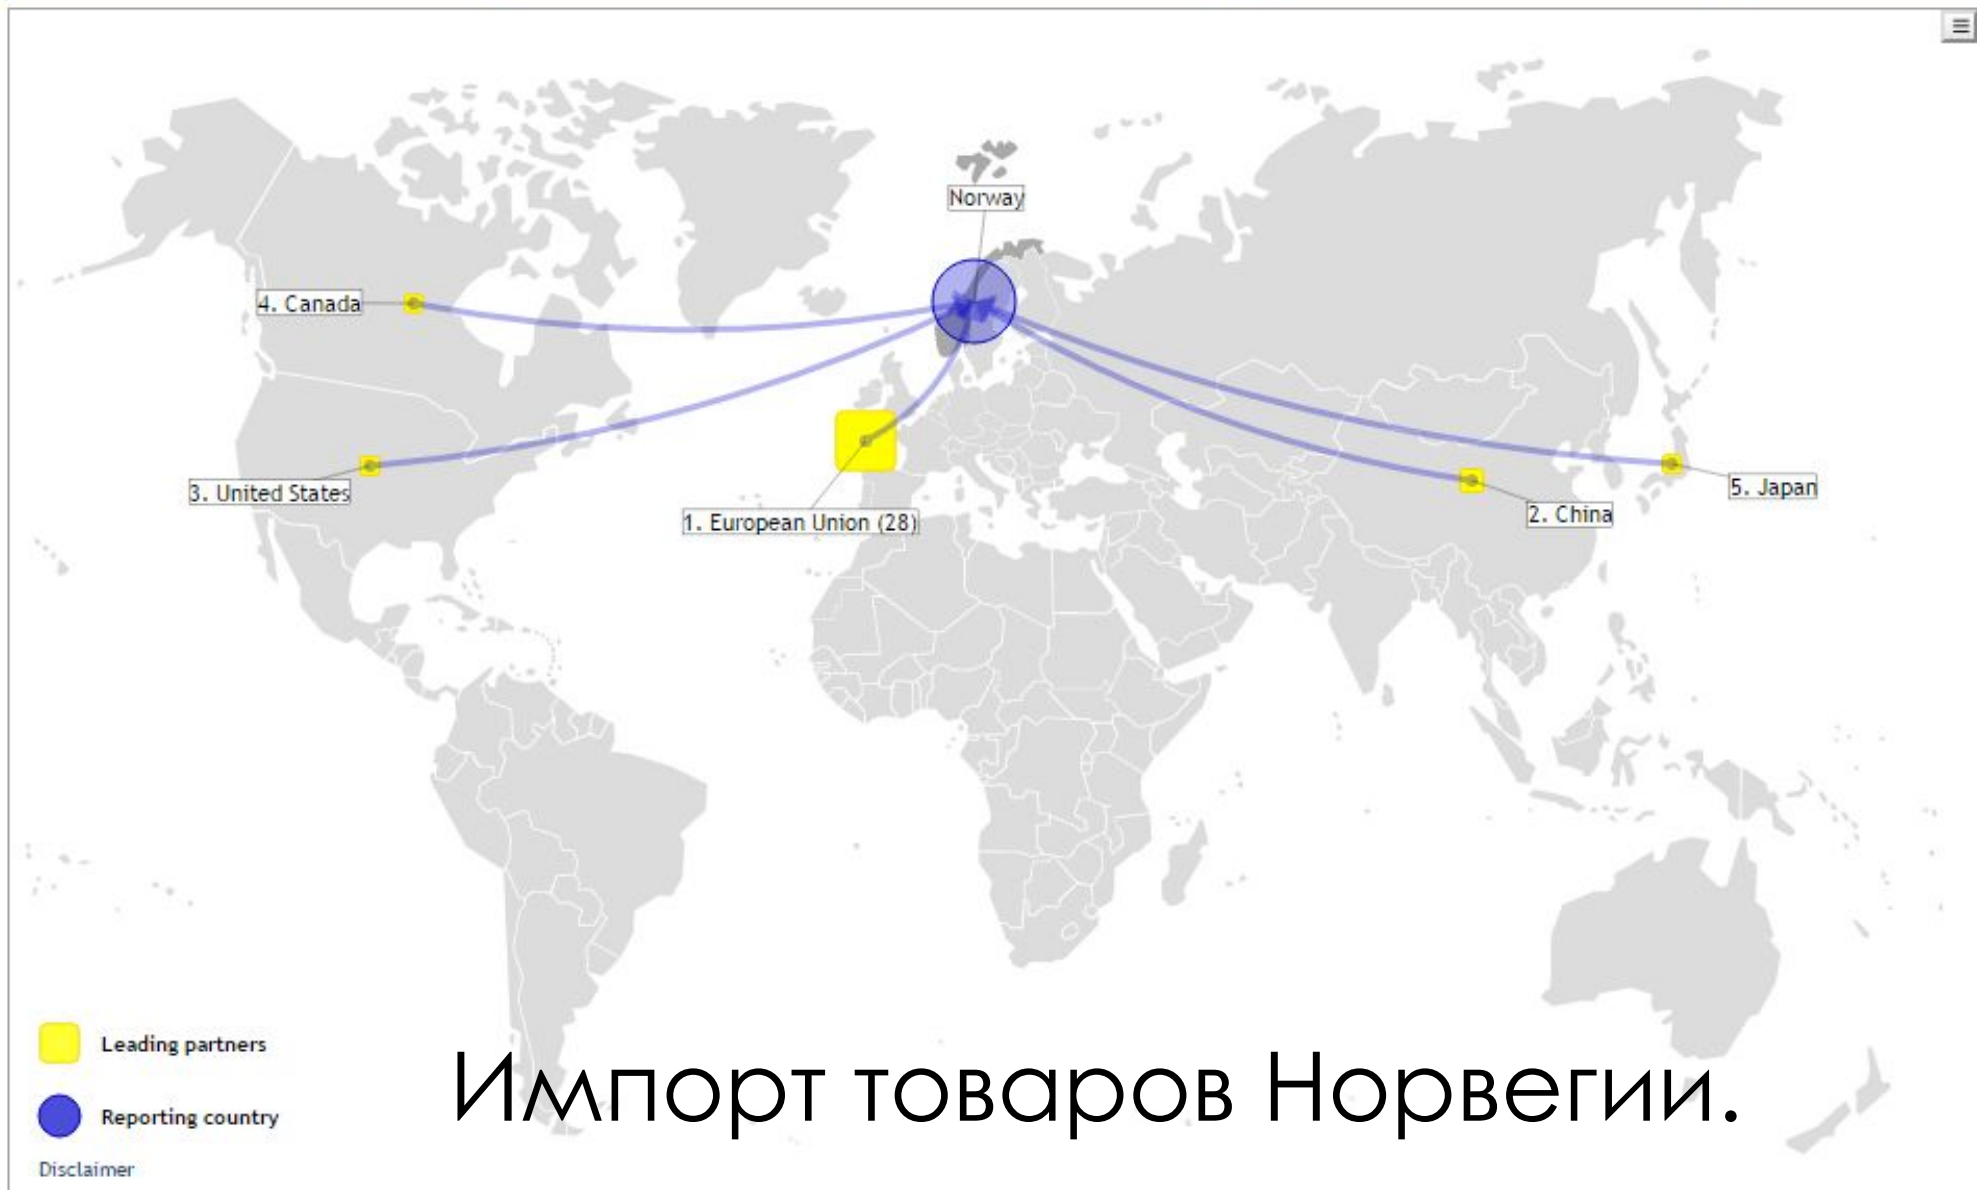 Norway
4. Canada
3. United States
1. European Union (28)
5. Japan
2. China
Leading partners
Reporting country
Disclaimer
Импорт товаров Норвегии.